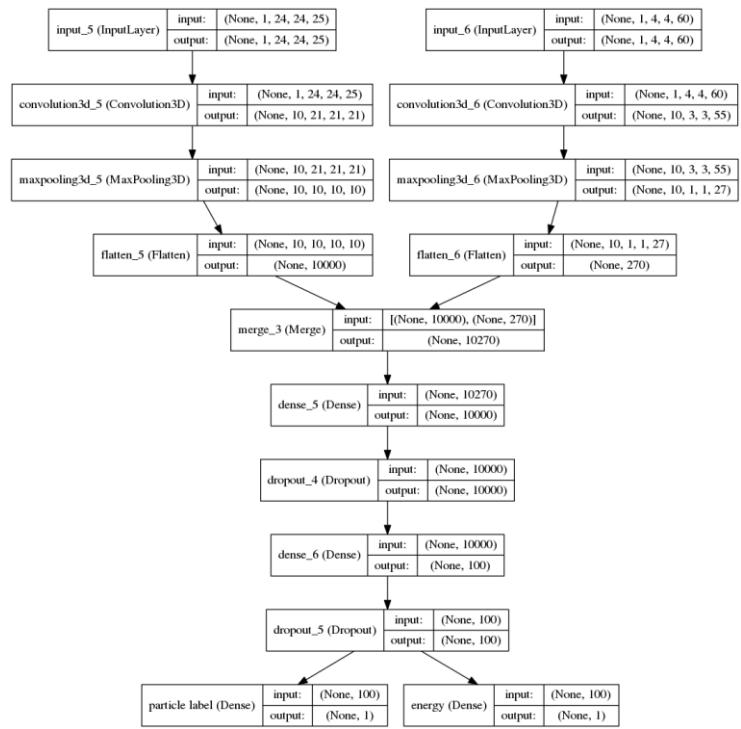 input_5 (InputLayer) input: (None, 1, 24, 24, 25)
output: (None, 1, 24, 24, 25)
input_6 (InputLayer) input: (None, 1, 4, 4, 60)
output: (None, 1, 4, 4, 60)
convolution3d_5 (Convolution3D) input: (None, 1, 24, 24, 25)
output: (None, 10, 21, 21, 21)
convolution3d_6 (Convolution3D) input: (None, 1, 4, 4, 60)
output: (None, 10, 3, 3, 55)
maxpooling3d_5 (MaxPooling3D) input: (None, 10, 21, 21, 21)
output: (None, 10, 10, 10, 10)
maxpooling3d_6 (MaxPooling3D) input: (None, 10, 3, 3, 55)
output: (None, 10, 1, 1, 27)
flatten_5 (Flatten) input: (None, 10, 10, 10, 10)
output: (None, 10000)
flatten_6 (Flatten) input: (None, 10, 1, 1, 27)
output: (None, 270)
merge_3 (Merge) input: [(None, 10000), (None, 270)]
output: (None, 10270)
dense_5 (Dense) input: (None, 10270)
output: (None, 10000)
dropout_4 (Dropout) input: (None, 10000)
output: (None, 10000)
dense_6 (Dense) input: (None, 10000)
output: (None, 100)
dropout_5 (Dropout) input: (None, 100)
output: (None, 100)
particle label (Dense) input: (None, 100)
output: (None, 1)
energy (Dense) input: (None, 100)
output: (None, 1)